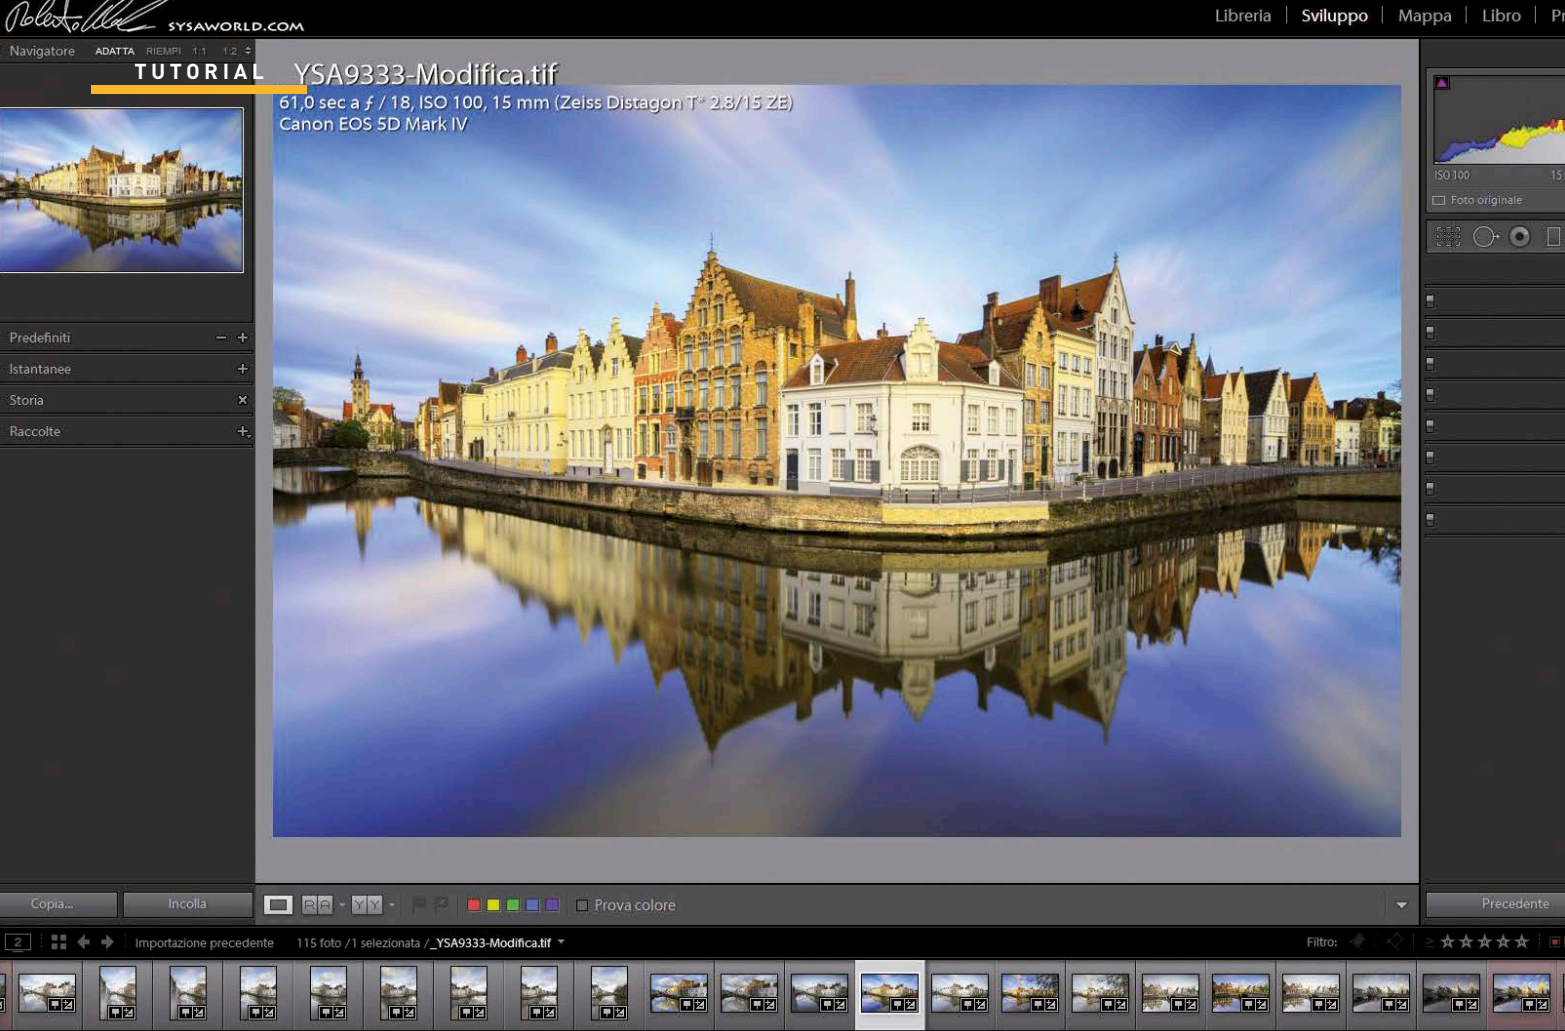 SYSAWORLD.COM
Libreria | Sviluppo | Mappa | Libro |
Navigatore ADATTA RIEMPI 1:1 1:2
TUTORIAL
YSA9333-Modifica.tif
61,0 sec a ƒ / 18, ISO 100, 15 mm (Zeiss Distagon T* 2.8/15 ZE)
Canon EOS 5D Mark IV
ISO 100 15
Foto originale
Predefiniti
Istantanee
Storia
Raccolte
Copia... Incolla
R A Y Y Prova colore
Precedente
2 Importazione precedente 115 foto /1 selezionata /_YSA9333-Modifica.tif Filtro: ≥